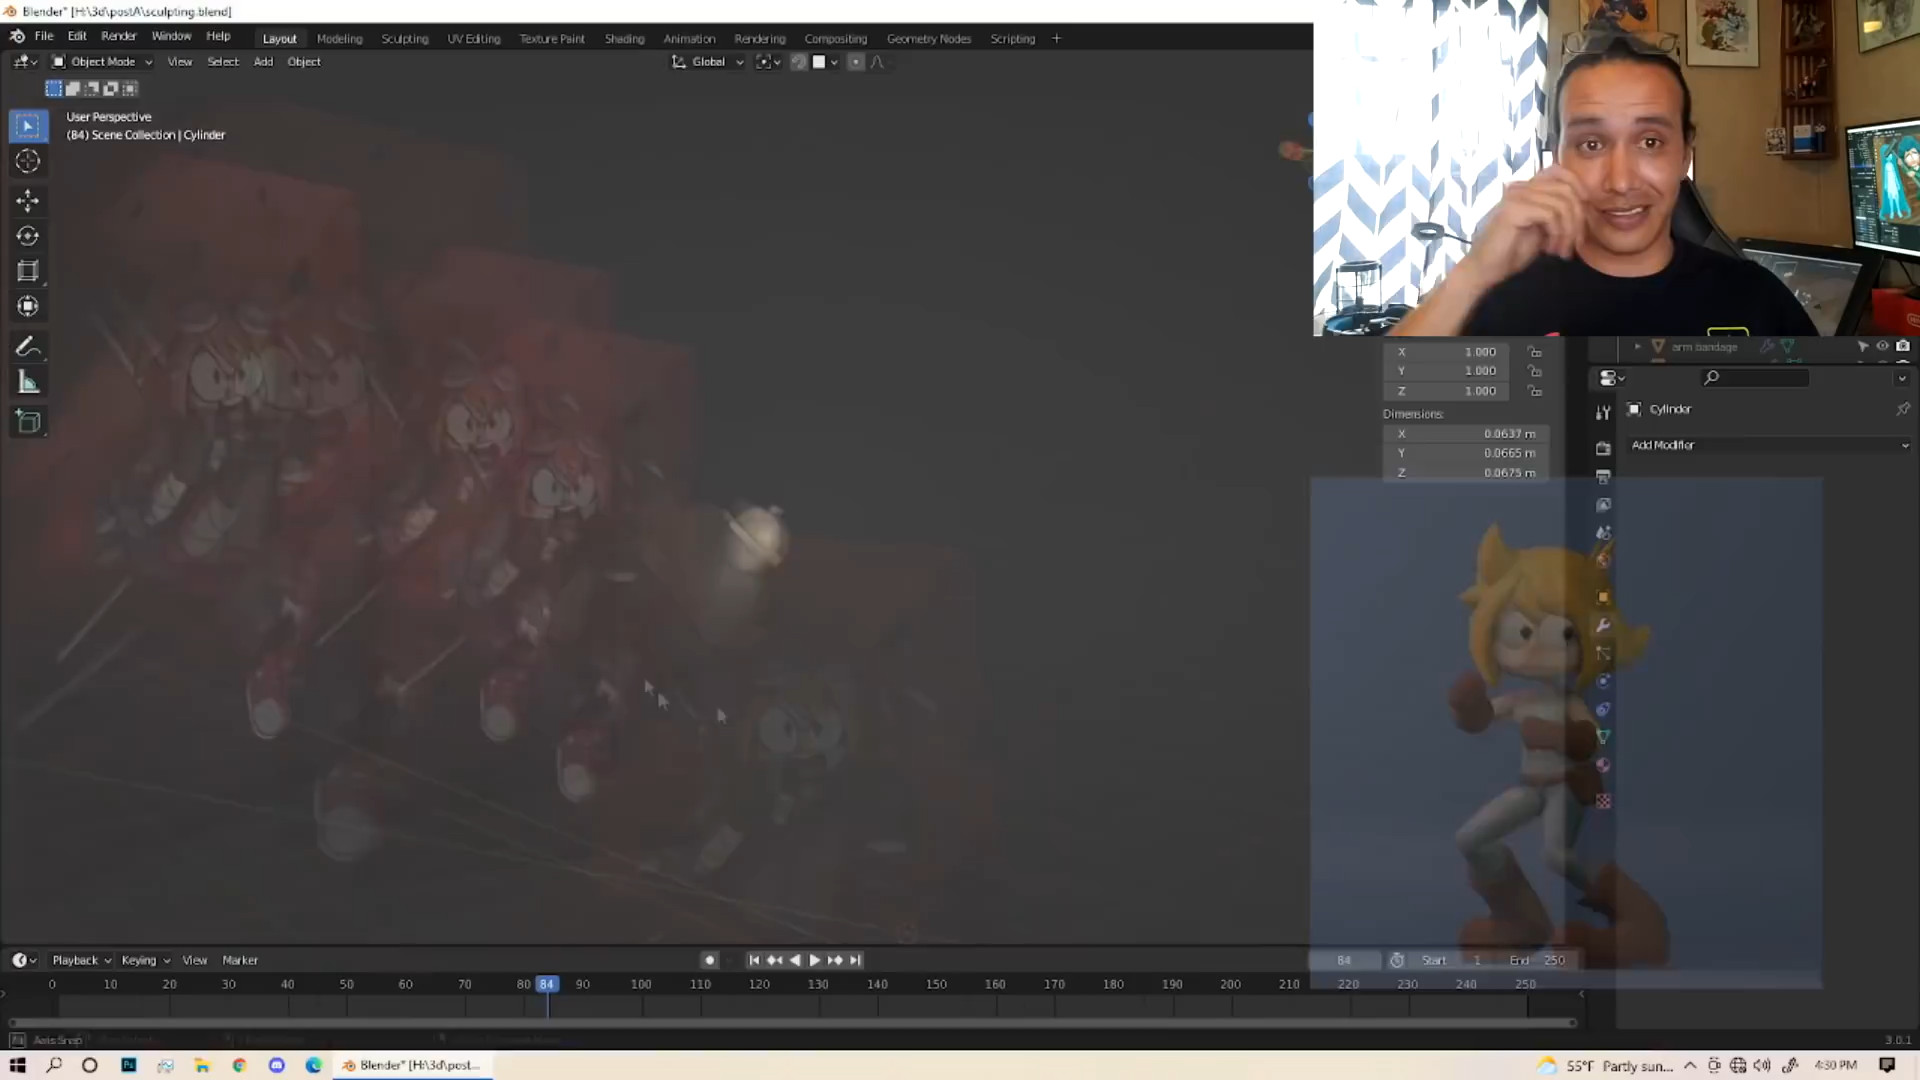 Blender* [H:\3d\postA\sculpting.blend]
File Edit Render Window Help Layout Modeling Sculpting UV Editing Texture Paint Shading Animation Rendering Compositing Geometry Nodes Scripting +
Object Mode View Select Add Object Global
User Perspective
(84) Scene Collection | Cylinder
arm bandage
X 1.000
Y 1.000
Z 1.000
Dimensions:
X 0.0637 m
Y 0.0665 m
Z 0.0675 m
Cylinder
Add Modifier
Playback Keying View Marker 84 Start 1 End 250
0 10 20 30 40 50 60 70 80 84 90 100 110 120 130 140 150 160 170 180 190 200 210 220 230 240 250
Axis Snap
3.0.1
Blender* [H:\3d\post... 55°F Partly sun... 4:30 PM